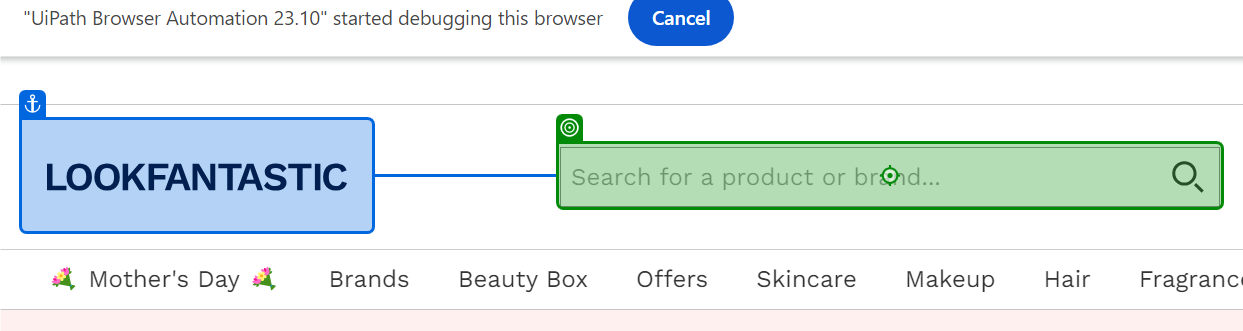 "UiPath Browser Automation 23.10" started debugging this browser
Cancel
LOOKFANTASTIC
Search for a product or brand...
Mother's Day Brands Beauty Box Offers Skincare Makeup Hair Fragranc